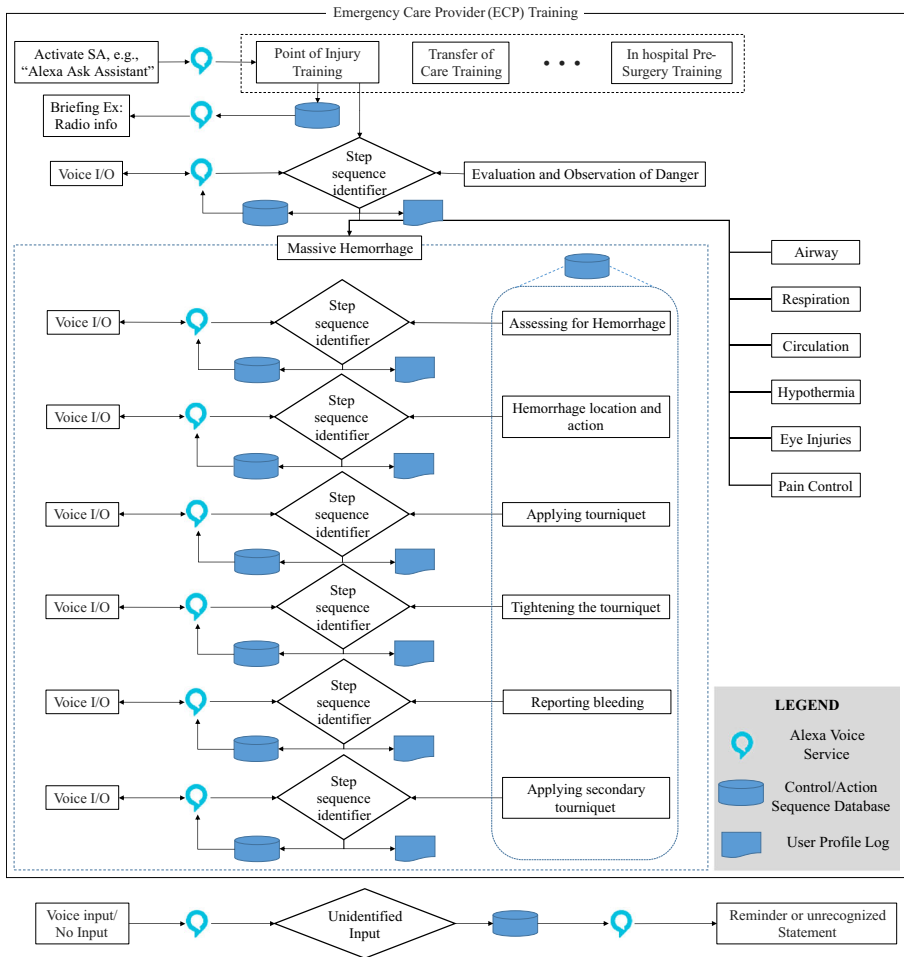 Emergency Care Provider (ECP) Training
Activate SA, e.g.,
“Alexa Ask Assistant”
Point of Injury
Training
Transfer of
Care Training
• • •
In hospital Pre-
Surgery Training
Briefing Ex:
Radio info
Voice I/O
Step
sequence
identifier
Evaluation and Observation of Danger
Massive Hemorrhage
Airway
Respiration
Circulation
Hypothermia
Eye Injuries
Pain Control
Voice I/O
Step
sequence
identifier
Assessing for Hemorrhage
Voice I/O
Step
sequence
identifier
Hemorrhage location and
action
Voice I/O
Step
sequence
identifier
Applying tourniquet
Voice I/O
Step
sequence
identifier
Tightening the tourniquet
Voice I/O
Step
sequence
identifier
Reporting bleeding
Voice I/O
Step
sequence
identifier
Applying secondary
tourniquet
LEGEND
Alexa Voice
Service
Control/Action
Sequence Database
User Profile Log
Voice input/
No Input
Unidentified
Input
Reminder or unrecognized
Statement